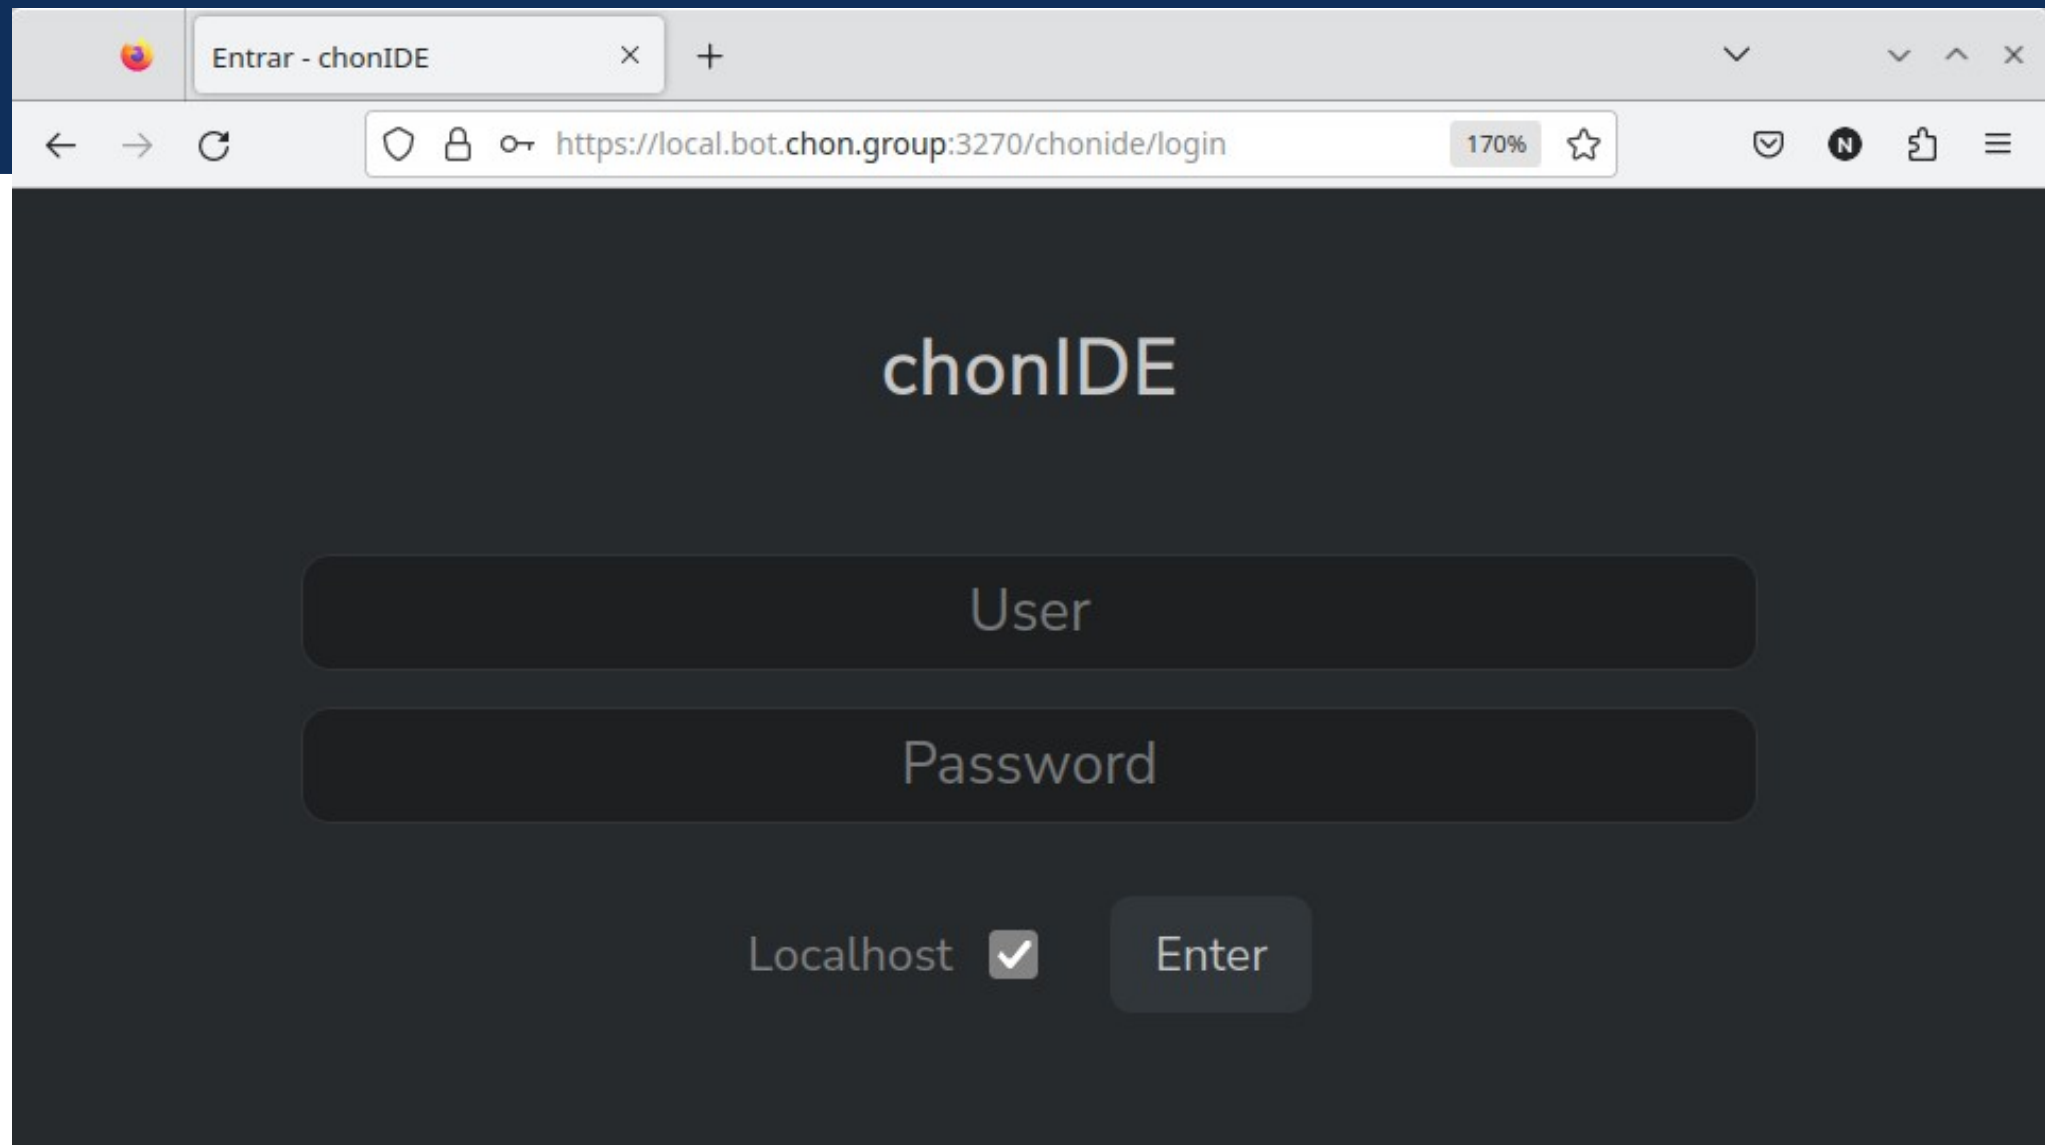 Entrar - chonIDE
https://local.bot.chon.group:3270/chonide/login 170% N
chonIDE
User
Password
Localhost Enter